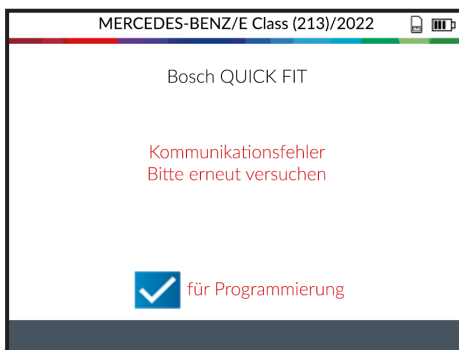 MERCEDES-BENZ/E Class (213)/2022
Bosch QUICK FIT
Kommunikationsfehler
Bitte erneut versuchen
für Programmierung